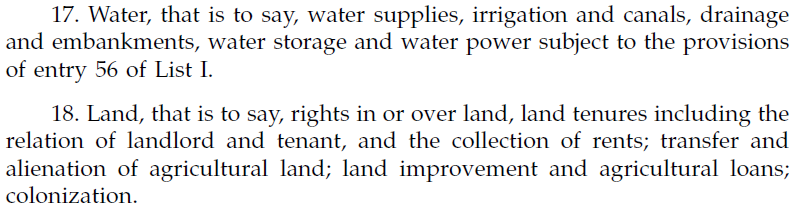 17. Water, that is to say, water supplies, irrigation and canals, drainage
and embankments, water storage and water power subject to the provisions
of entry 56 of List I.
18. Land, that is to say, rights in or over land, land tenures including the
relation of landlord and tenant, and the collection of rents; transfer and
alienation of agricultural land; land improvement and agricultural loans;
colonization.